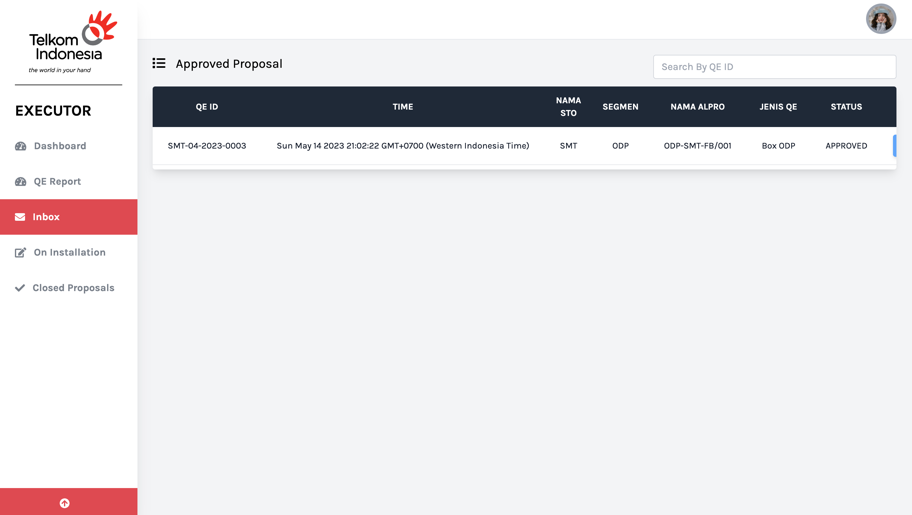 Telkom
Indonesia
the world in your hand
EXECUTOR
Dashboard
QE Report
Inbox
On Installation
Closed Proposals
Approved Proposal
Search By QE ID
QE ID TIME NAMA STO SEGMEN NAMA ALPRO JENIS QE STATUS
SMT-04-2023-0003 Sun May 14 2023 21:02:22 GMT+0700 (Western Indonesia Time) SMT ODP ODP-SMT-FB/001 Box ODP APPROVED